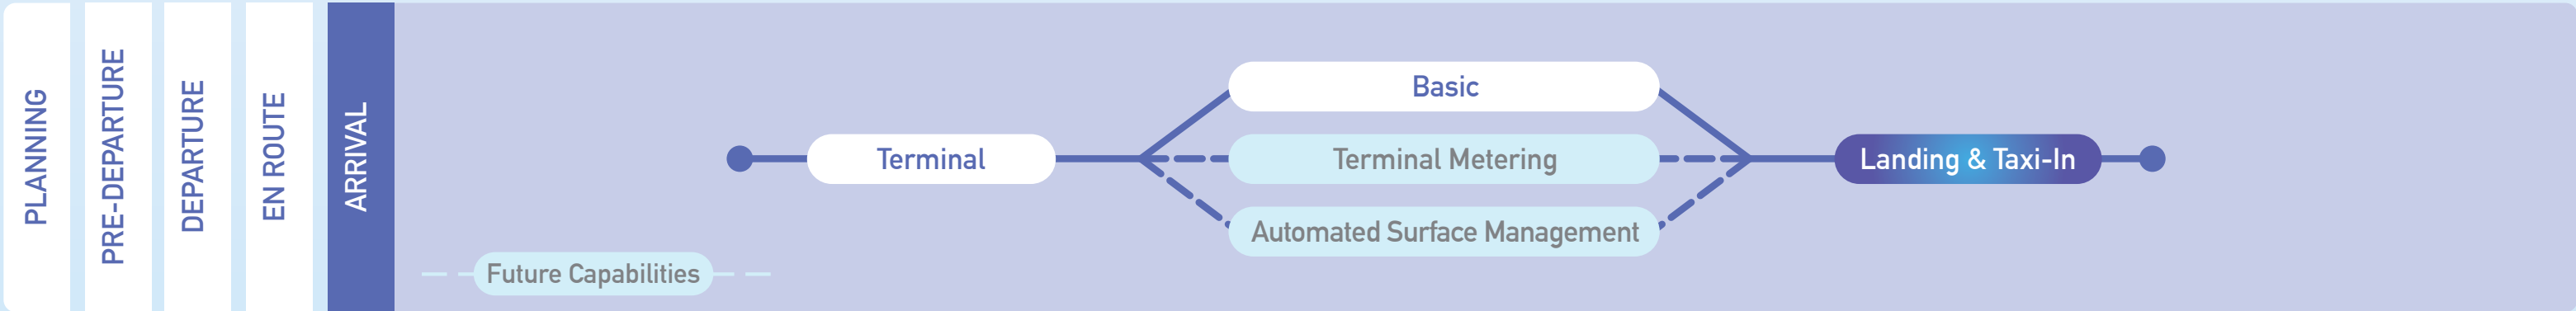 PLANNING
PRE-DEPARTURE
DEPARTURE
EN ROUTE
ARRIVAL
Terminal
Basic
Terminal Metering
Automated Surface Management
Landing & Taxi-In
Future Capabilities